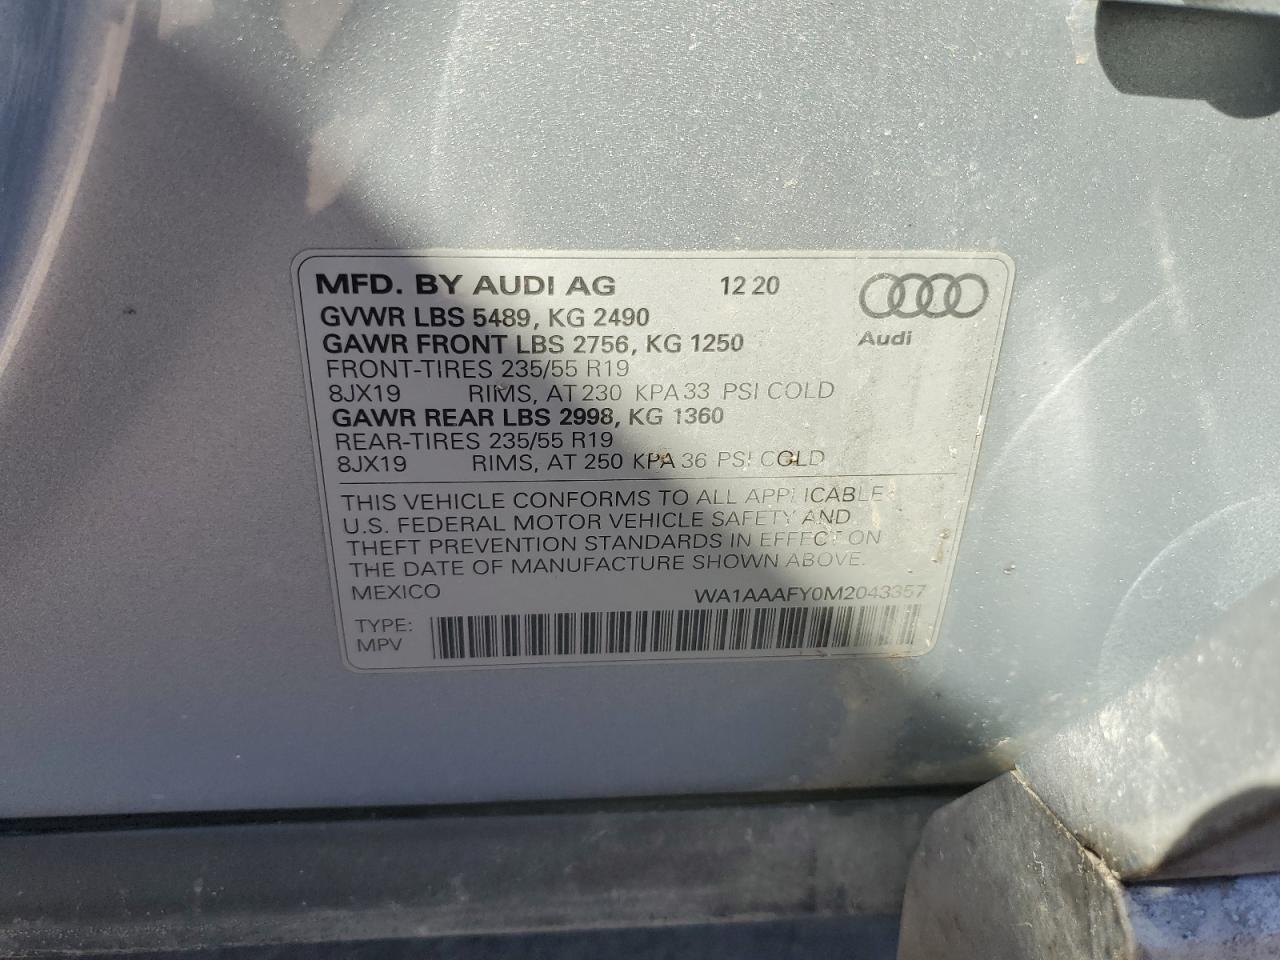 MFD. BY AUDI AG 12 20
GVWR LBS 5489, KG 2490
GAWR FRONT LBS 2756, KG 1250
Audi
FRONT-TIRES 235/55 R19
8JX19 RIMS, AT 230 KPA 33 PSI COLD
GAWR REAR LBS 2998, KG 1360
REAR-TIRES 235/55 R19
8JX19 RIMS, AT 250 KPA 36 PSI COLD
THIS VEHICLE CONFORMS TO ALL APPLICABLE
U.S. FEDERAL MOTOR VEHICLE SAFETY AND
THEFT PREVENTION STANDARDS IN EFFECT ON
THE DATE OF MANUFACTURE SHOWN ABOVE.
MEXICO WA1AAAFY0M2043357
TYPE:
MPV